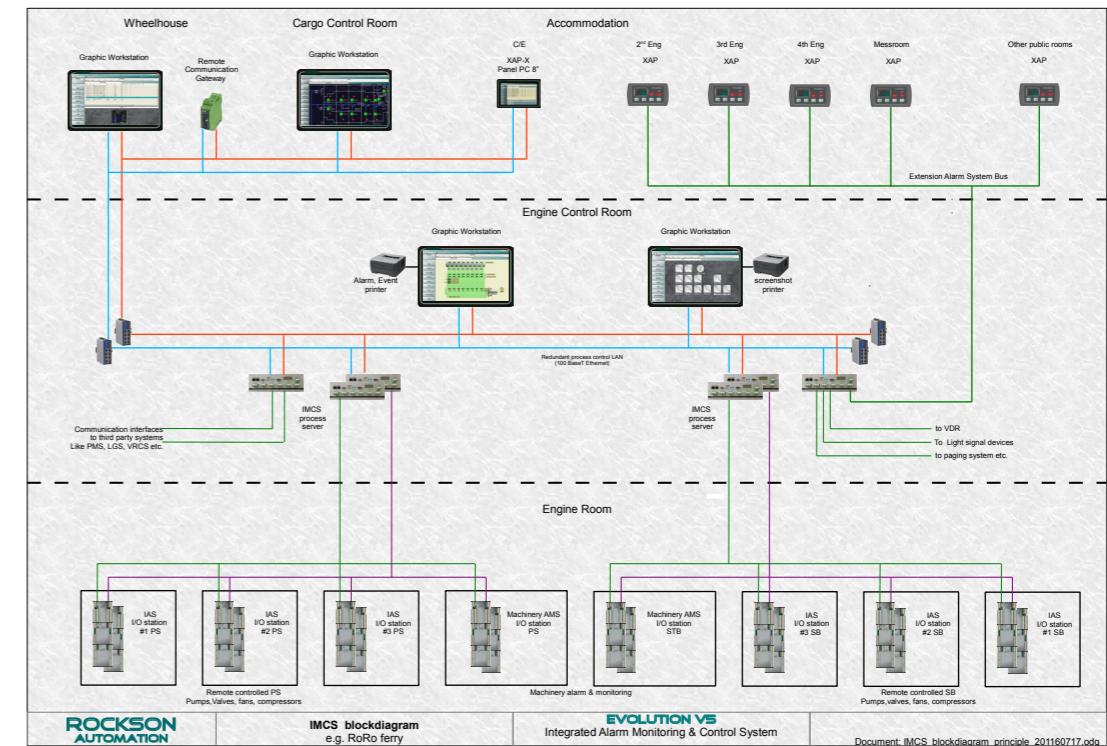 Wheelhouse
Cargo Control Room
Accommodation
Graphic Workstation
Remote
Communication
Gateway
Graphic Workstation
C/E
XAP-X
Panel PC 8"
2nd Eng
XAP
3rd Eng
XAP
4th Eng
XAP
Messroom
XAP
Other public rooms
XAP
Extension Alarm System Bus
Engine Control Room
Graphic Workstation
Graphic Workstation
Alarm, Event
printer
screenshot
printer
Redundant process control LAN
(100 BaseT Ethernet)
IMCS
process
server
IMCS
process
server
Communication interfaces
to third party systems
Like PMS, LGS, VRCS etc.
to VDR
To Light signal devices
to paging system etc.
Engine Room
IAS
I/O station
#1 PS
IAS
I/O station
#2 PS
IAS
I/O station
#3 PS
Machinery AMS
I/O station
PS
Machinery AMS
I/O station
STB
IAS
I/O station
#3 SB
IAS
I/O station
#2 SB
IAS
I/O station
#1 SB
Remote controlled PS
Pumps,Valves, fans, compressors
Machinery alarm & monitoring
Remote controlled SB
Pumps,valves, fans, compressors
ROCKSON
AUTOMATION
IMCS blockdiagram
e.g. RoRo ferry
EVOLUTION V5
Integrated Alarm Monitoring & Control System
Document: IMCS_blockdiagram_principle_201160717.odg